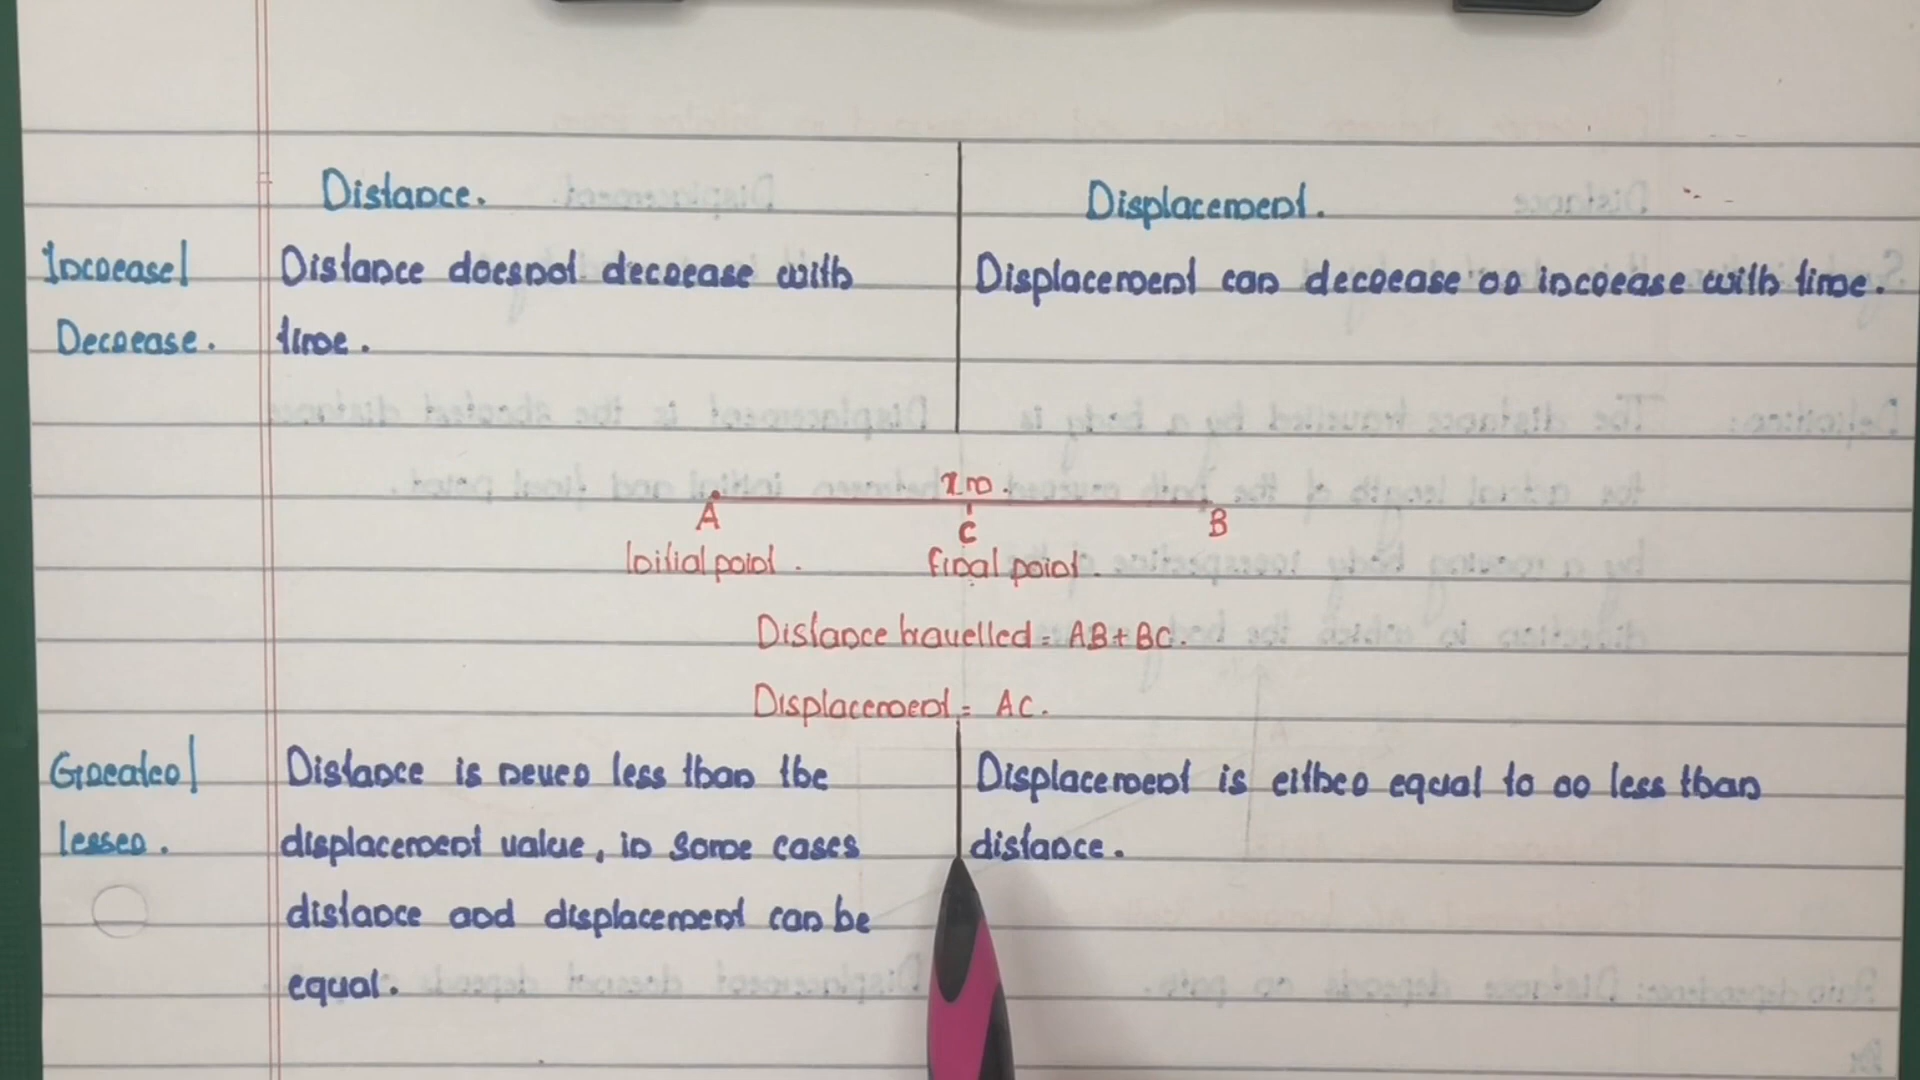 Distance.
Displacement.
Increase/
Distance doesnot decrease with
Displacement can decrease or increase with time.
Decrease.
time.
A
C
B
Initial point.
final point.
Distance travelled = AB+BC.
Displacement = AC.
Greater/
Distance is never less than the
Displacement is either equal to or less than
lesser.
displacement value, in some cases
distance.
distance and displacement can be
equal.